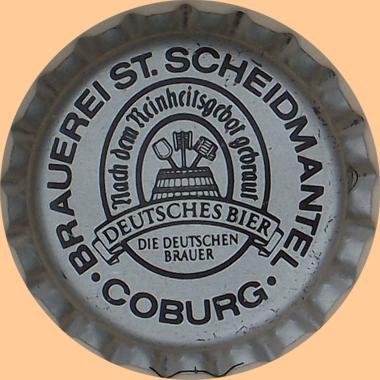 BRAUEREI ST. SCHEIDMANTEL
• COBURG •
Nach dem Reinheitsgebot gebraut
DEUTSCHES BIER
DIE DEUTSCHEN
BRAUER